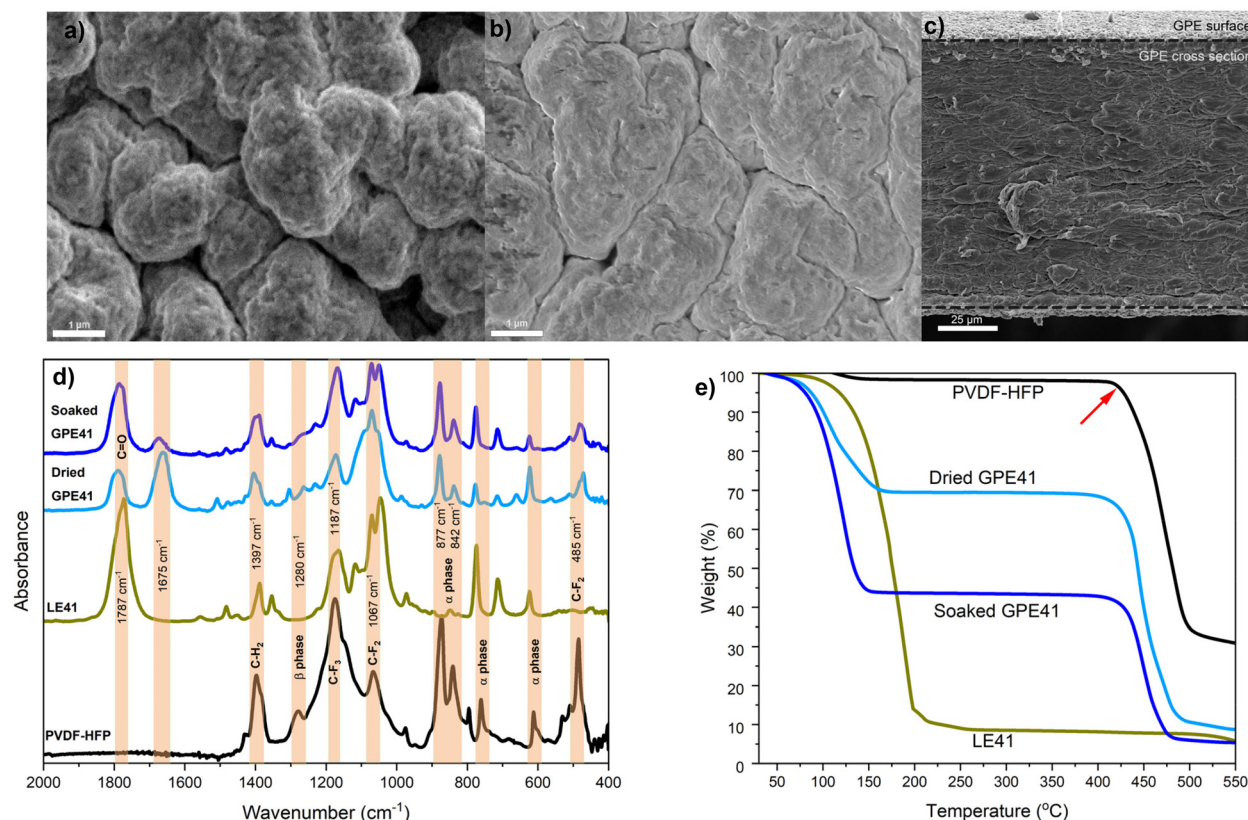 a)
1 µm
b)
1 µm
c)
GPE surface
GPE cross section
25 µm
d)
Soaked
GPE41
Dried
GPE41
LE41
PVDF-HFP
C=O
1787 cm⁻¹
1675 cm⁻¹
1397 cm⁻¹
C-H₂
1280 cm⁻¹
β phase
1187 cm⁻¹
C-F₃
1067 cm⁻¹
C-F₂
877 cm⁻¹
842 cm⁻¹
α phase
α phase
α phase
485 cm⁻¹
C-F₂
Absorbance
2000 1800 1600 1400 1200 1000 800 600 400
Wavenumber (cm⁻¹)
e)
PVDF-HFP
Dried GPE41
Soaked GPE41
LE41
Weight (%)
100
90
80
70
60
50
40
30
20
10
0
50 100 150 200 250 300 350 400 450 500 550
Temperature (°C)